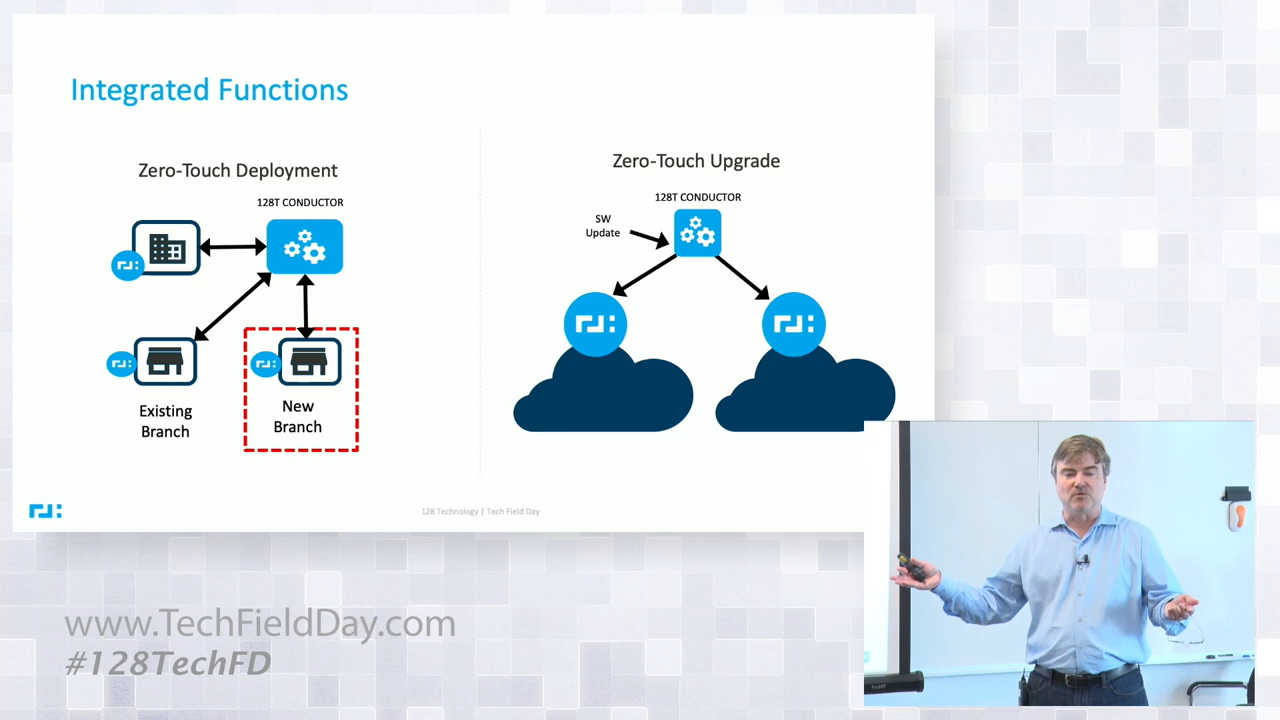 Integrated Functions
Zero-Touch Deployment
128T CONDUCTOR
Existing
Branch
New
Branch
Zero-Touch Upgrade
128T CONDUCTOR
SW
Update
128 Technology | Tech Field Day
www.TechFieldDay.com
#128TechFD